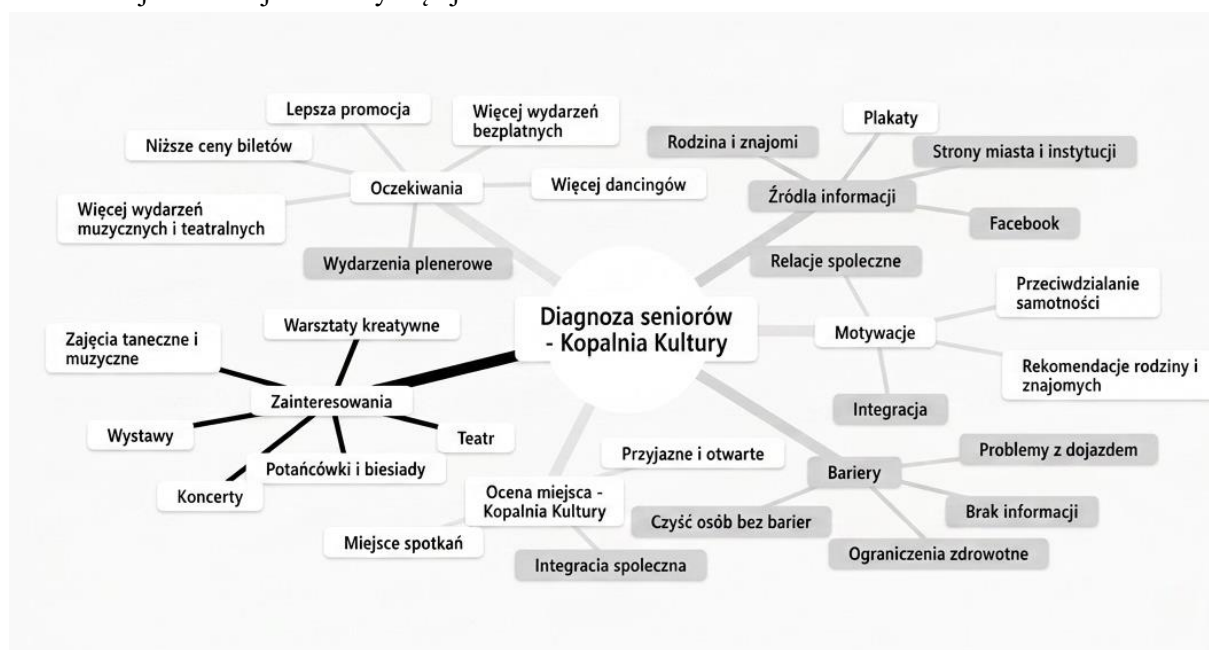 Lepsza promocja
Więcej wydarzeń
bezpłatnych
Niższe ceny biletów
Oczekiwania
Więcej dancingów
Więcej wydarzeń
muzycznych i teatralnych
Wydarzenia plenerowe
Plakaty
Rodzina i znajomi
Strony miasta i instytucji
Źródła informacji
Facebook
Relacje spoleczne
Przeciwdzialanie
samotności
Motywacje
Rekomendacje rodziny i
znajomych
Integracja
Diagnoza seniorów
- Kopalnia Kultury
Warsztaty kreatywne
Zajęcia taneczne i
muzyczne
Zainteresowania
Wystawy
Teatr
Potańcówki i biesiady
Koncerty
Przyjazne i otwarte
Ocena miejsca -
Kopalnia Kultury
Miejsce spotkań
Integracia spoleczna
Problemy z dojazdem
Bariery
Brak informacji
Czyść osób bez barier
Ograniczenia zdrowotne